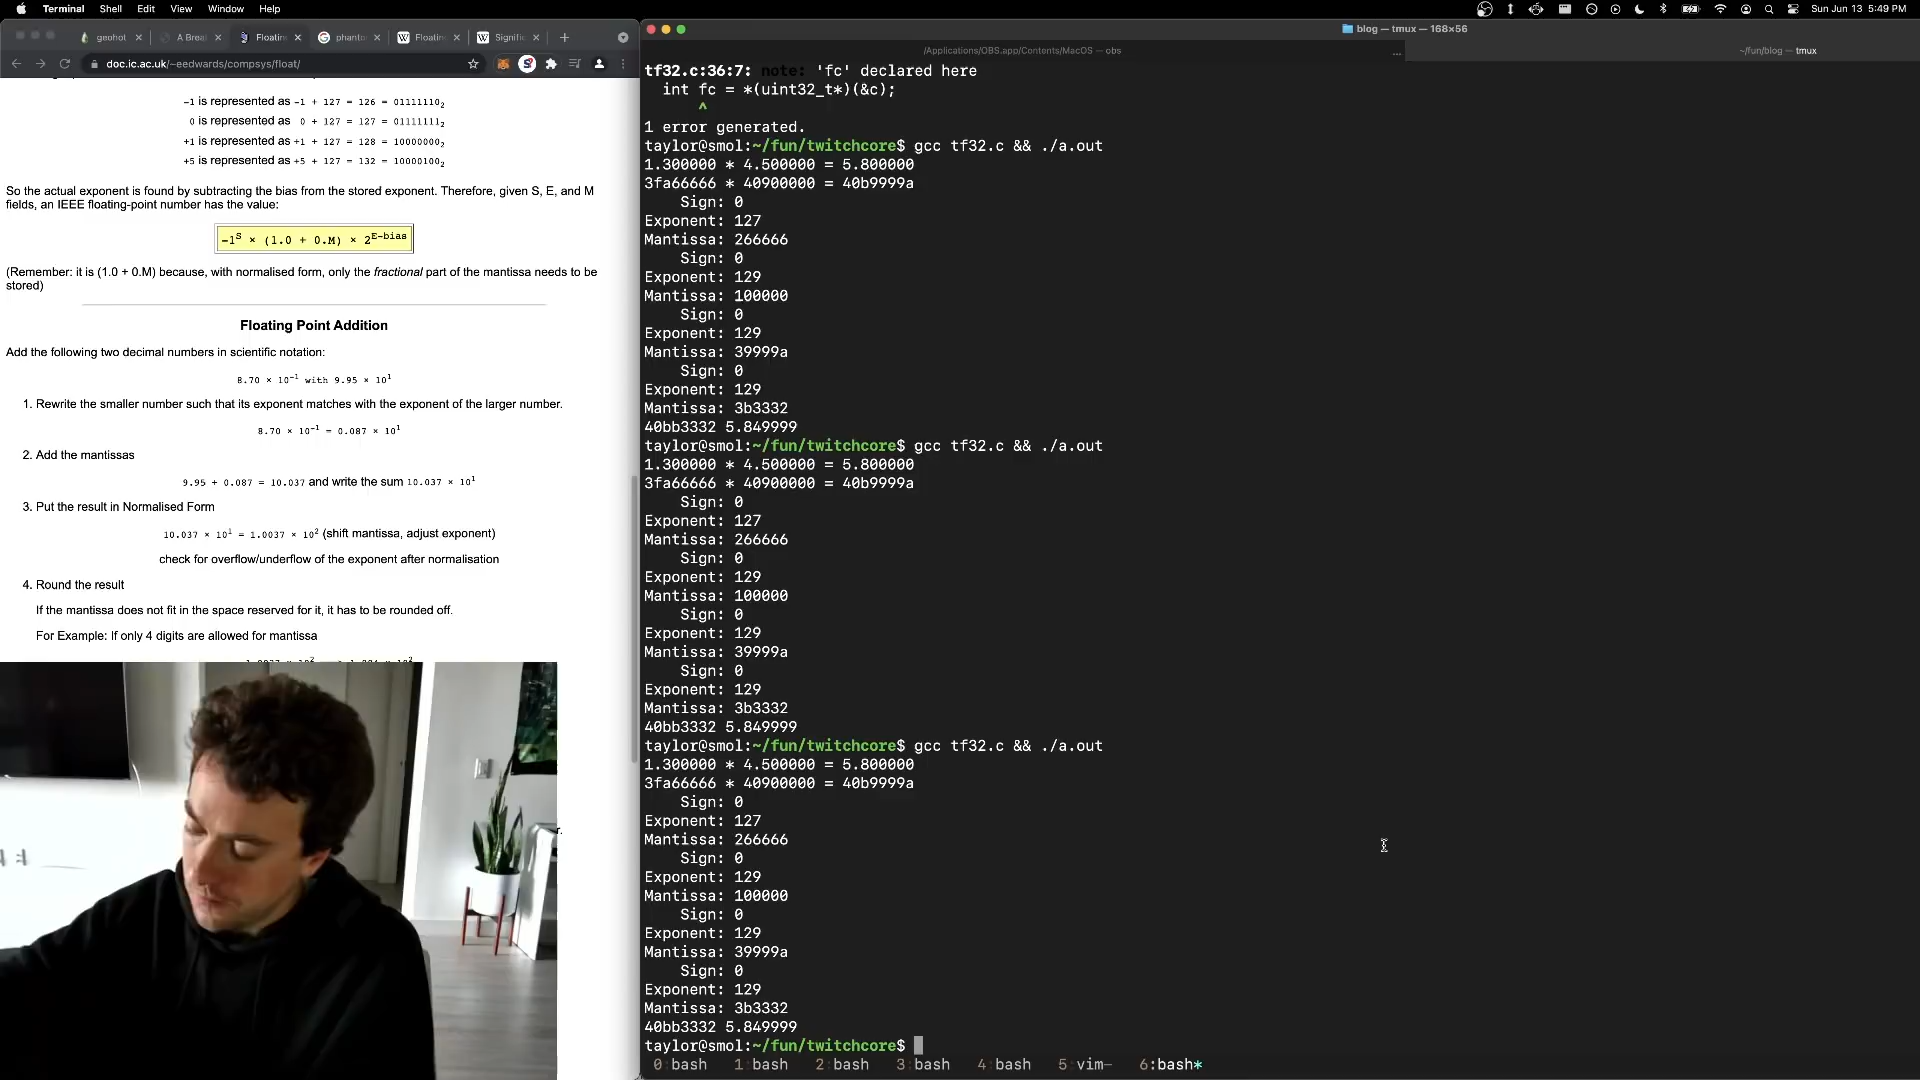 Terminal Shell Edit View Window Help
Sun Jun 13 5:49 PM
geohot
A Brea
Floatin
phanto
Floatin
Signific
doc.ic.ac.uk/~eedwards/compsys/float/
-1 is represented as -1 + 127 = 126 = 01111110₂
0 is represented as 0 + 127 = 127 = 01111111₂
+1 is represented as +1 + 127 = 128 = 10000000₂
+5 is represented as +5 + 127 = 132 = 10000100₂
So the actual exponent is found by subtracting the bias from the stored exponent. Therefore, given S, E, and M
fields, an IEEE floating-point number has the value:
-1^S × (1.0 + 0.M) × 2^E-bias
(Remember: it is (1.0 + 0.M) because, with normalised form, only the fractional part of the mantissa needs to be
stored)
Floating Point Addition
Add the following two decimal numbers in scientific notation:
8.70 × 10⁻¹ with 9.95 × 10¹
1. Rewrite the smaller number such that its exponent matches with the exponent of the larger number.
8.70 × 10⁻¹ = 0.087 × 10¹
2. Add the mantissas
9.95 + 0.087 = 10.037 and write the sum 10.037 × 10¹
3. Put the result in Normalised Form
10.037 × 10¹ = 1.0037 × 10² (shift mantissa, adjust exponent)
check for overflow/underflow of the exponent after normalisation
4. Round the result
If the mantissa does not fit in the space reserved for it, it has to be rounded off.
For Example: If only 4 digits are allowed for mantissa
r.
blog — tmux — 168×56
/Applications/OBS.app/Contents/MacOS — obs
...
~/fun/blog — tmux
tf32.c:36:7: note: 'fc' declared here
int fc = *(uint32_t*)(&c);
^
1 error generated.
taylor@smol:~/fun/twitchcore$ gcc tf32.c && ./a.out
1.300000 * 4.500000 = 5.800000
3fa66666 * 40900000 = 40b9999a
Sign: 0
Exponent: 127
Mantissa: 266666
Sign: 0
Exponent: 129
Mantissa: 100000
Sign: 0
Exponent: 129
Mantissa: 39999a
Sign: 0
Exponent: 129
Mantissa: 3b3332
40bb3332 5.849999
taylor@smol:~/fun/twitchcore$ gcc tf32.c && ./a.out
1.300000 * 4.500000 = 5.800000
3fa66666 * 40900000 = 40b9999a
Sign: 0
Exponent: 127
Mantissa: 266666
Sign: 0
Exponent: 129
Mantissa: 100000
Sign: 0
Exponent: 129
Mantissa: 39999a
Sign: 0
Exponent: 129
Mantissa: 3b3332
40bb3332 5.849999
taylor@smol:~/fun/twitchcore$ gcc tf32.c && ./a.out
1.300000 * 4.500000 = 5.800000
3fa66666 * 40900000 = 40b9999a
Sign: 0
Exponent: 127
Mantissa: 266666
Sign: 0
Exponent: 129
Mantissa: 100000
Sign: 0
Exponent: 129
Mantissa: 39999a
Sign: 0
Exponent: 129
Mantissa: 3b3332
40bb3332 5.849999
taylor@smol:~/fun/twitchcore$
0 bash 1 bash 2 bash 3 bash 4 bash 5 vim- 6:bash*